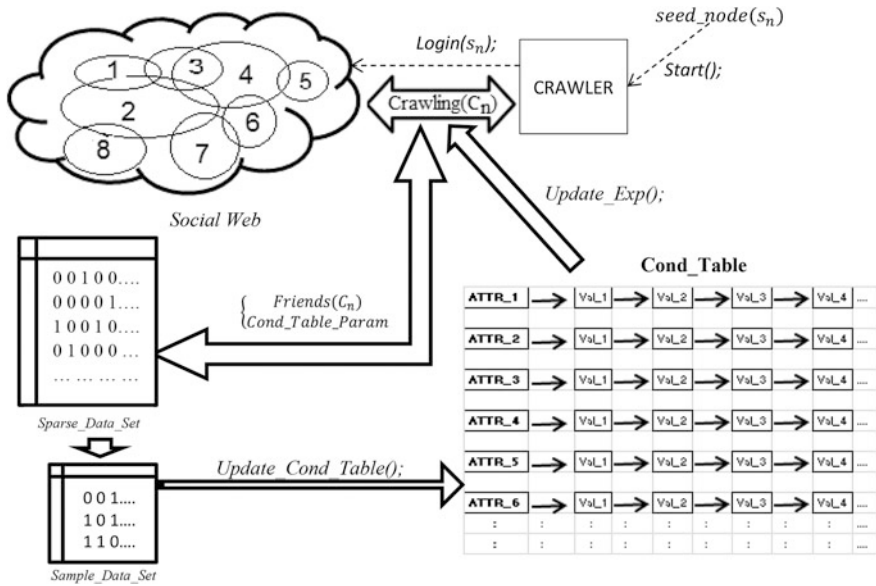 seed_node(sₙ)
Login(sₙ);
Start();
CRAWLER
Crawling(Cₙ)
1
3
4
5
2
6
8
7
Social Web
Update_Exp();
0 0 1 0 0....
0 0 0 0 1....
1 0 0 1 0....
0 1 0 0 0 ...
... ... ... ...
Sparse_Data_Set
{ Friends(Cₙ)
Cond_Table_Param
Cond_Table
ATTR_1 Val_1 Val_2 Val_3 Val_4 ....
ATTR_2 Val_1 Val_2 Val_3 Val_4 ....
ATTR_3 Val_1 Val_2 Val_3 Val_4 ....
ATTR_4 Val_1 Val_2 Val_3 Val_4 ....
ATTR_5 Val_1 Val_2 Val_3 Val_4 ....
ATTR_6 Val_1 Val_2 Val_3 Val_4 ....
: : : : : : : : :
: : : : : : : : :
Update_Cond_Table();
0 0 1....
1 0 1....
1 1 0....
Sample_Data_Set